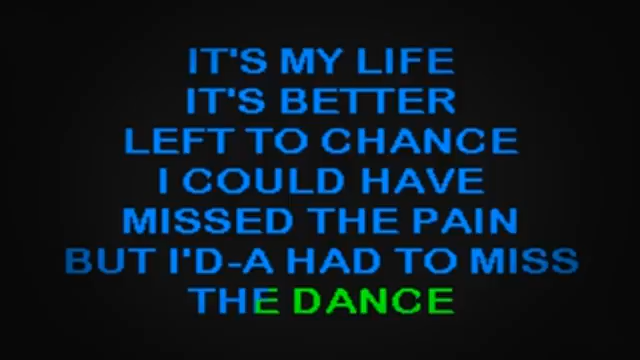 IT'S MY LIFE
IT'S BETTER
LEFT TO CHANCE
I COULD HAVE
MISSED THE PAIN
BUT I'D-A HAD TO MISS
THE DANCE